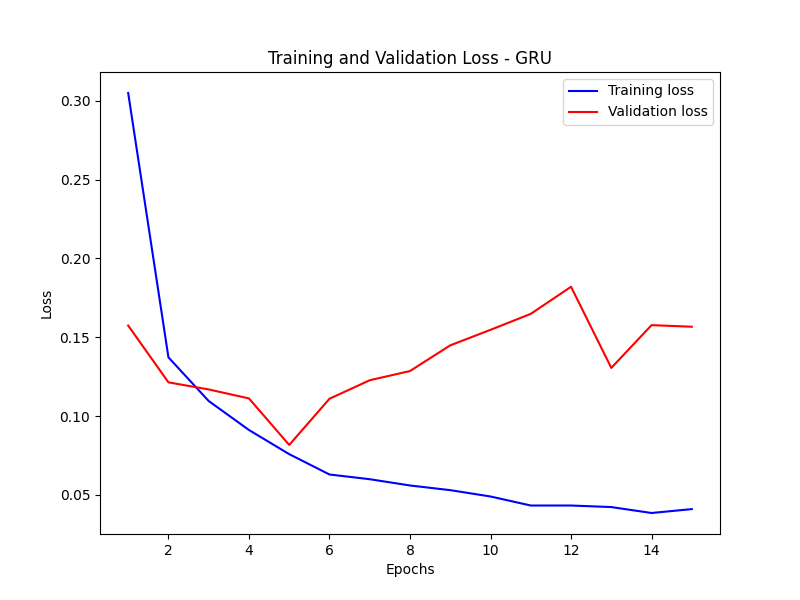 Training and Validation Loss - GRU
Training loss
Validation loss
0.30
0.25
0.20
0.15
0.10
0.05
Loss
2 4 6 8 10 12 14
Epochs